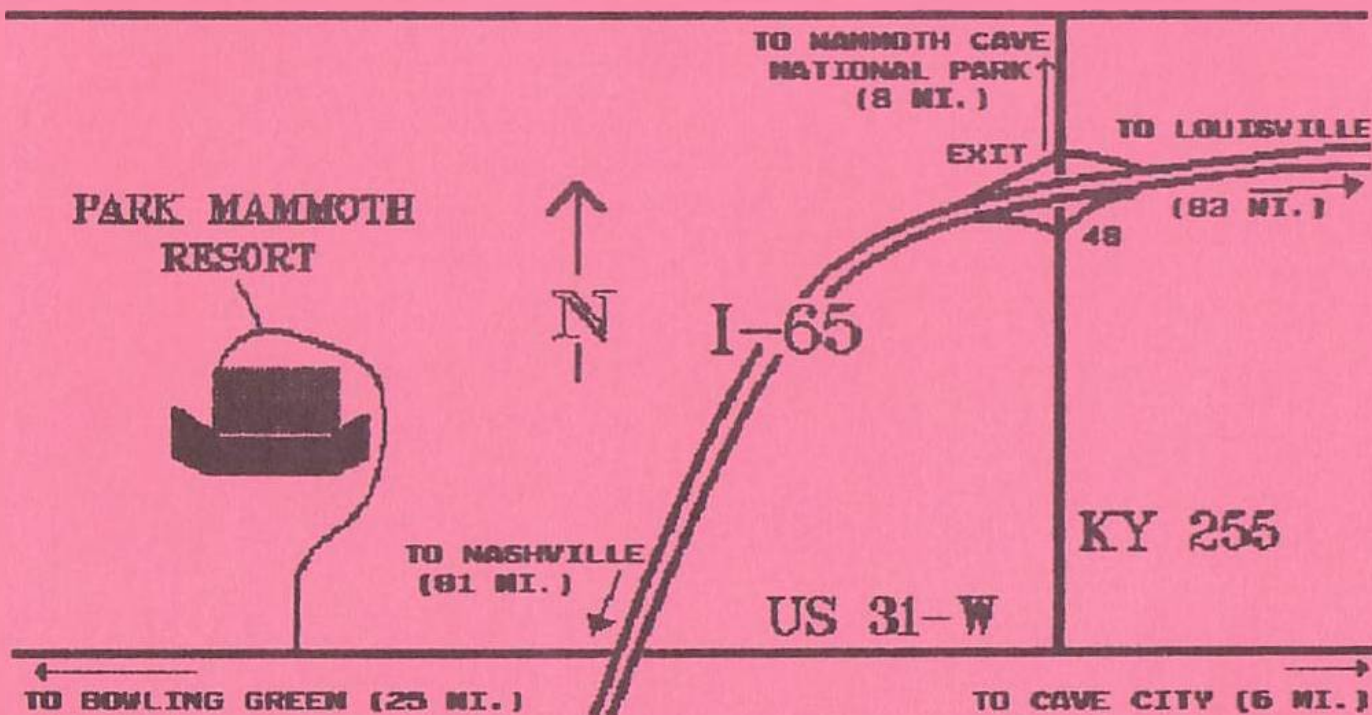 TO MAMMOTH CAVE
NATIONAL PARK
(8 MI.)
TO LOUISVILLE
EXIT
(83 MI.)
48
PARK MAMMOTH
RESORT
N
I-65
KY 255
TO NASHVILLE
(81 MI.)
US 31-W
TO BOWLING GREEN (25 MI.)
TO CAVE CITY (6 MI.)